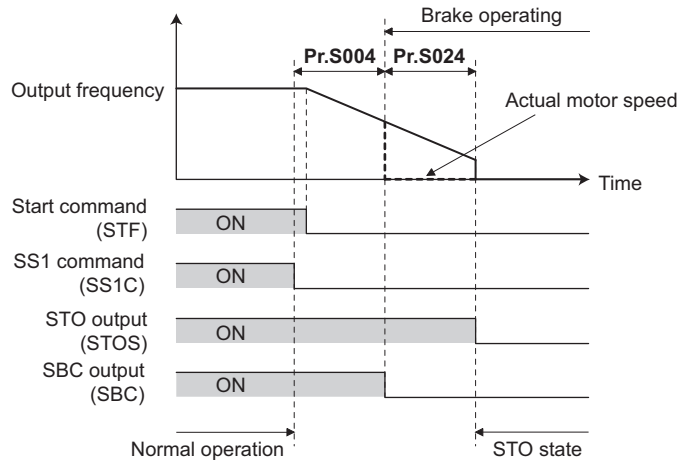 Brake operating
Pr.S004
Pr.S024
Output frequency
Actual motor speed
Time
Start command
(STF)
ON
SS1 command
(SS1C)
ON
STO output
(STOS)
ON
SBC output
(SBC)
ON
Normal operation
STO state